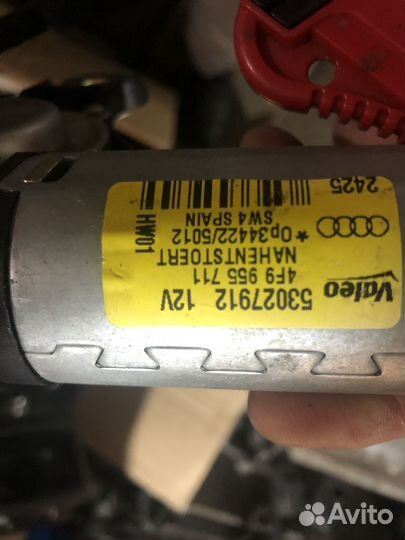 Valeo
53027912 12V
4F9 955 711
NAHENTSTOERT
*Op34422/5012
SW4 SPAIN
HW01
2425
Avito